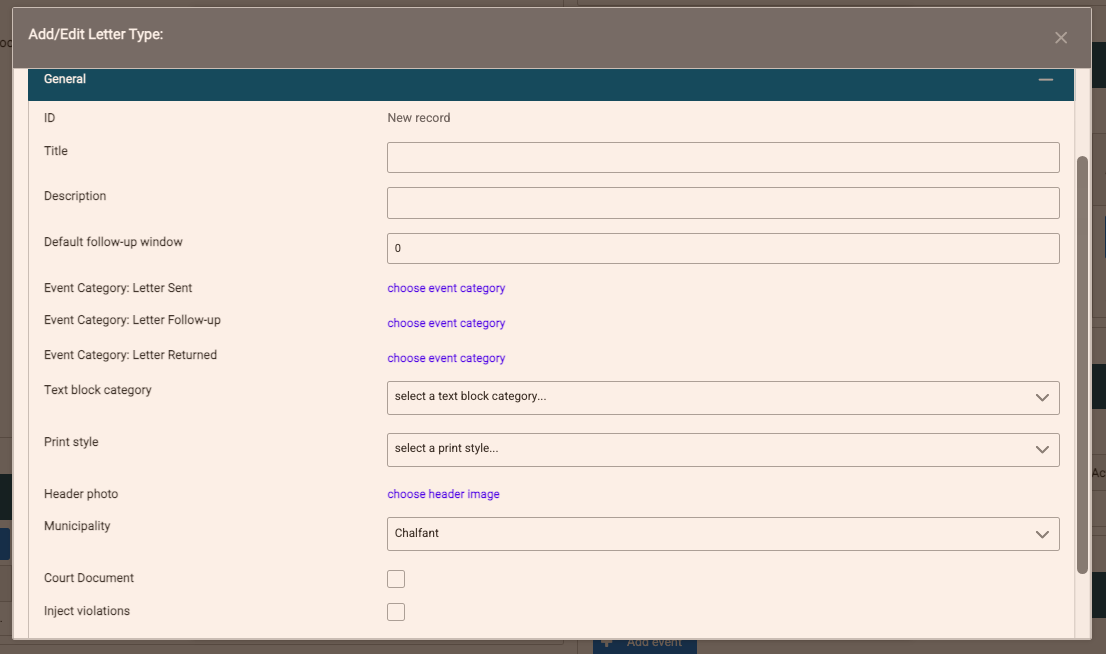 Add/Edit Letter Type:
General
ID New record
Title
Description
Default follow-up window 0
Event Category: Letter Sent choose event category
Event Category: Letter Follow-up choose event category
Event Category: Letter Returned choose event category
Text block category select a text block category...
Print style select a print style...
Header photo choose header image
Municipality Chalfant
Court Document
Inject violations
Add event